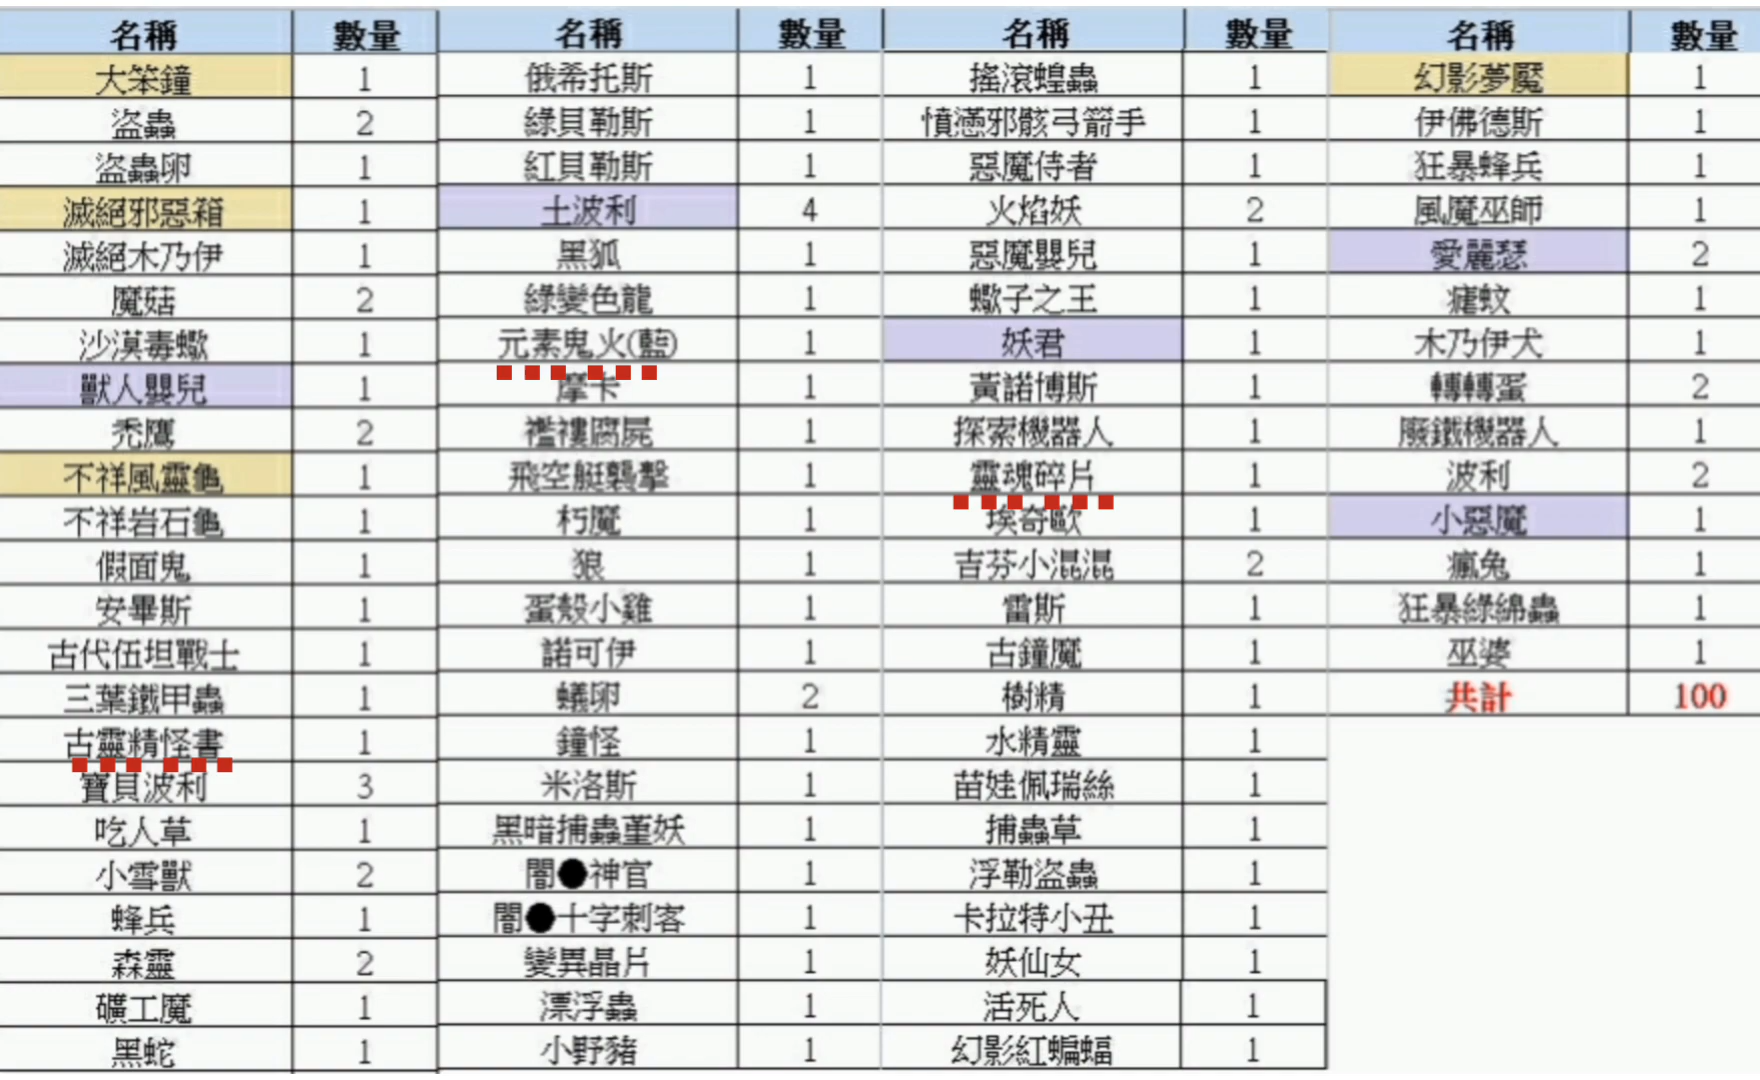 名稱 數量 名稱 數量 名稱 數量 名稱 數量
大笨鐘 1 俄希托斯 1 搖滾蝗蟲 1 幻影夢魘 1
盜蟲 2 綠貝勒斯 1 憤懣邪骸弓箭手 1 伊佛德斯 1
盜蟲卵 1 紅貝勒斯 1 惡魔侍者 1 狂暴蜂兵 1
滅絕邪惡箱 1 土波利 4 火焰妖 2 風魔巫師 1
滅絕木乃伊 1 黑狐 1 惡魔嬰兒 1 愛麗瑟 2
魔菇 2 綠變色龍 1 蠍子之王 1 瘧蚊 1
沙漠毒蠍 1 元素鬼火(藍) 1 妖君 1 木乃伊犬 1
獸人嬰兒 1 摩卡 1 黃諾博斯 1 轉轉蛋 2
禿鷹 2 襤褸腐屍 1 探索機器人 1 廢鐵機器人 1
不祥風靈龜 1 飛空艇襲擊 1 靈魂碎片 1 波利 2
不祥岩石龜 1 朽魔 1 埃奇歐 1 小惡魔 1
假面鬼 1 狼 1 吉芬小混混 2 瘋兔 1
安畢斯 1 蛋殼小雞 1 雷斯 1 狂暴綠綿蟲 1
古代伍坦戰士 1 諾可伊 1 古鐘魔 1 巫婆 1
三葉鐵甲蟲 1 蟻卵 2 樹精 1 共計 100
古靈精怪書 1 鐘怪 1 水精靈 1
寶貝波利 3 米洛斯 1 苗娃佩瑞絲 1
吃人草 1 黑暗捕蟲堇妖 1 捕蟲草 1
小雪獸 2 闇●神官 1 浮勒盜蟲 1
蜂兵 1 闇●十字刺客 1 卡拉特小丑 1
森靈 2 變異晶片 1 妖仙女 1
礦工魔 1 漂浮蟲 1 活死人 1
黑蛇 1 小野豬 1 幻影紅蝙蝠 1